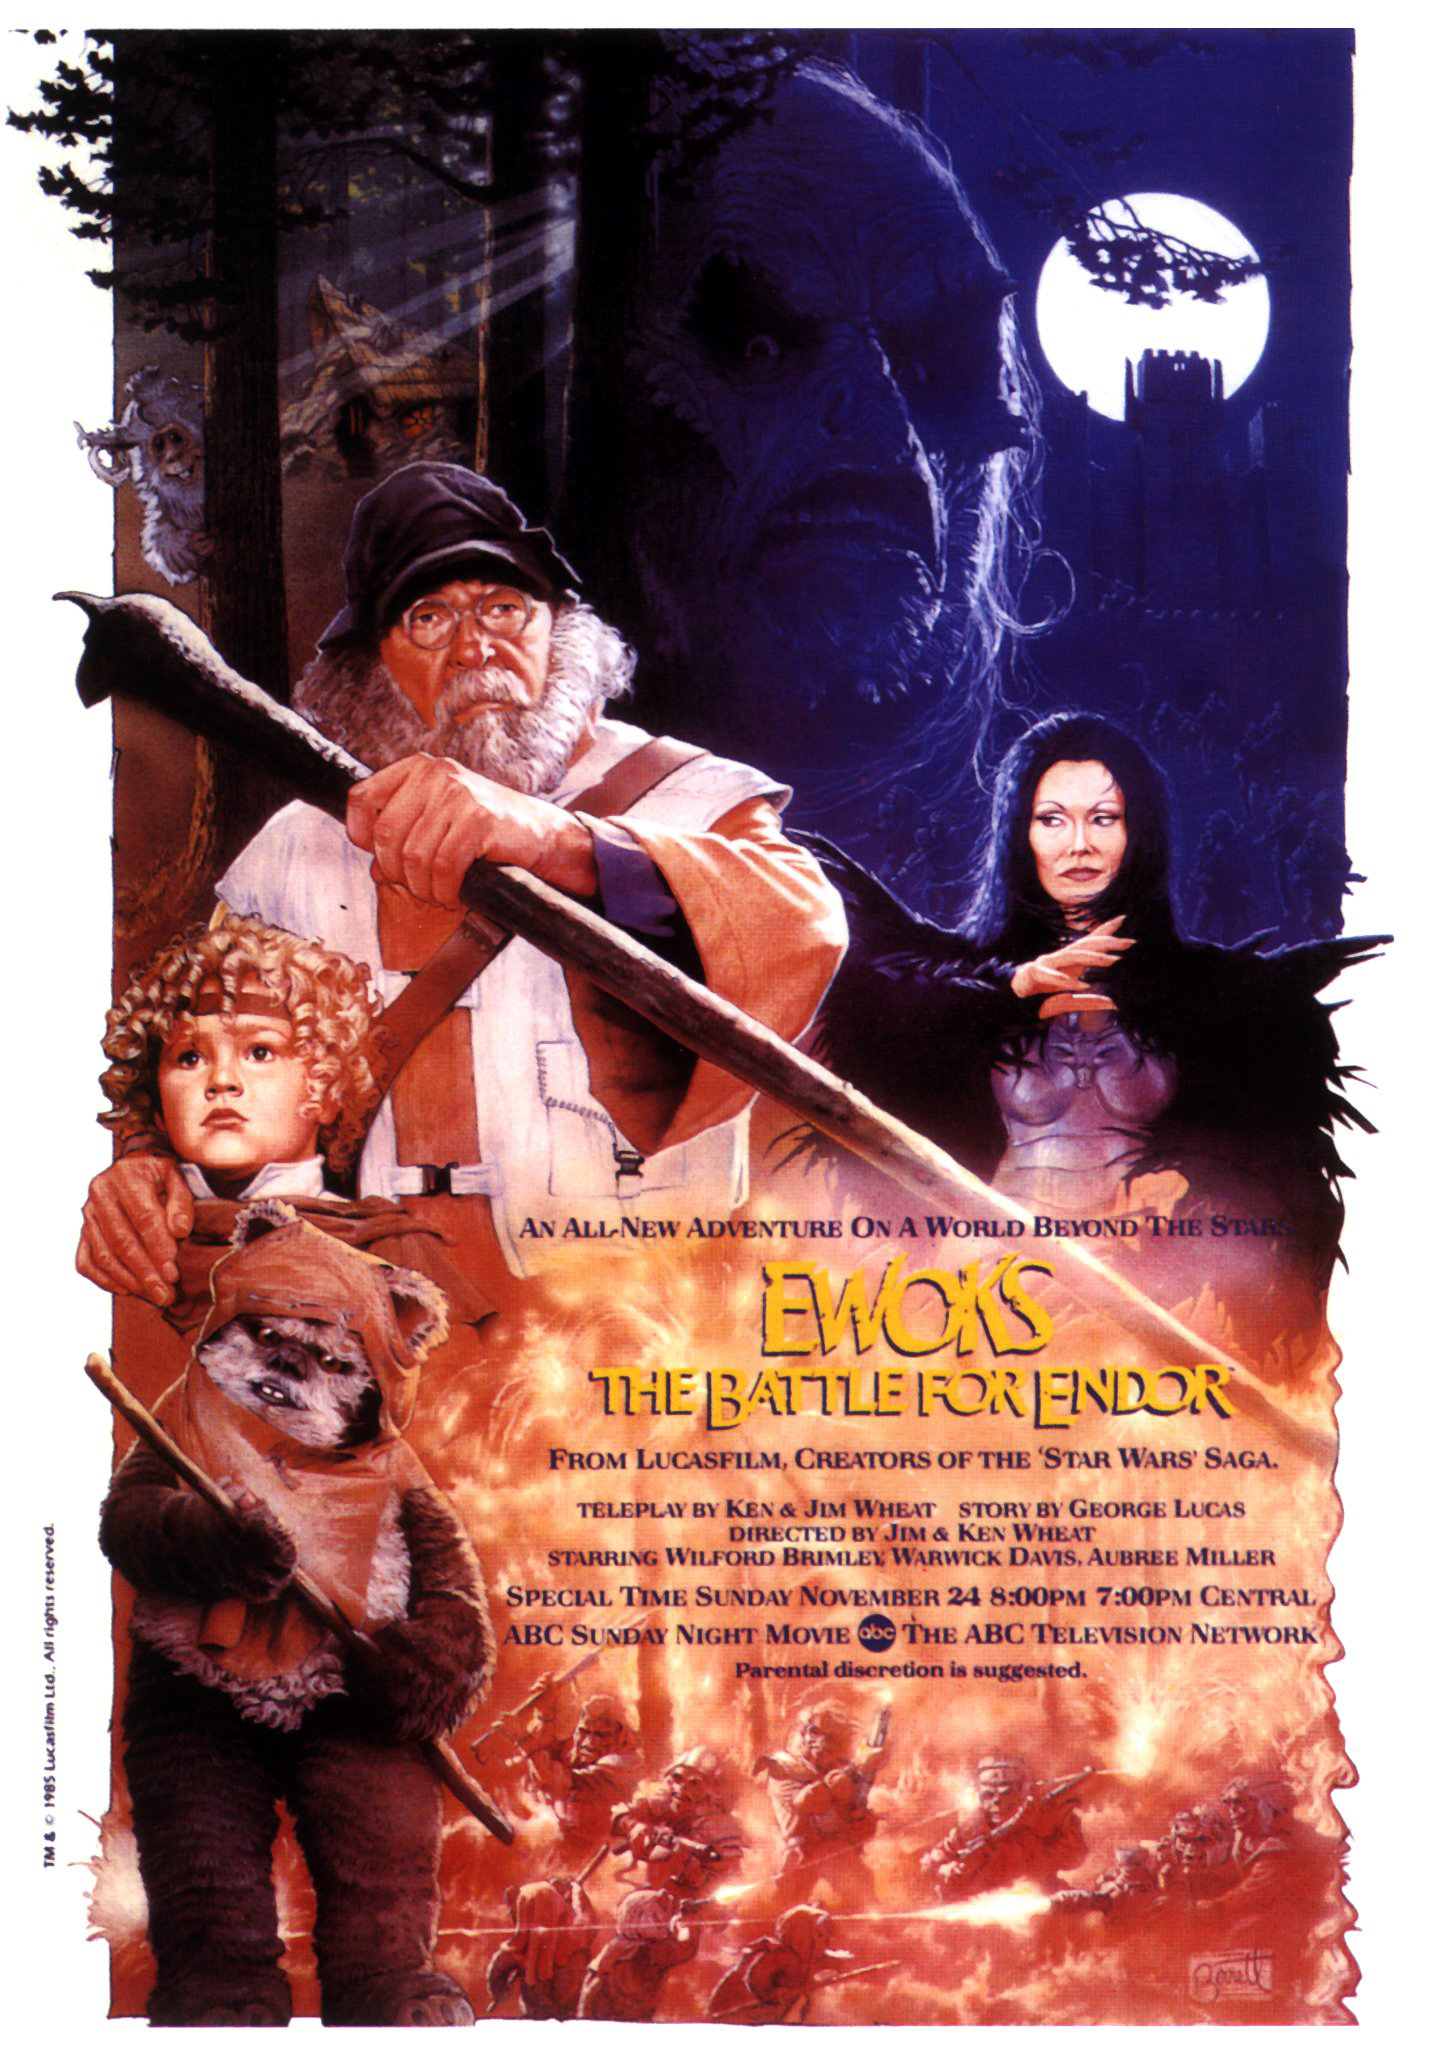 An All-New Adventure On A World Beyond The Stars
EWOKS
THE BATTLE FOR ENDOR
From Lucasfilm, Creators of the 'Star Wars' Saga.
Teleplay by Ken & Jim Wheat Story by George Lucas
Directed by Jim & Ken Wheat
Starring Wilford Brimley, Warwick Davis, Aubree Miller
Special Time Sunday November 24 8:00PM 7:00PM Central
ABC Sunday Night Movie abc The ABC Television Network
Parental discretion is suggested.
TM & © 1985 Lucasfilm Ltd. All rights reserved.